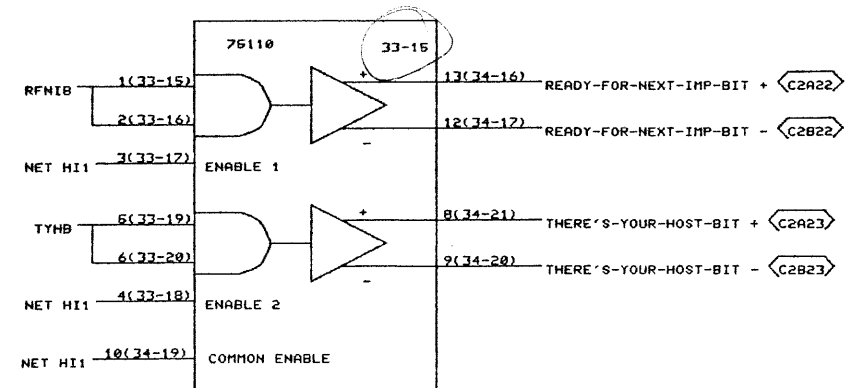 75110 33-15
RFNIB 1(33-15) + 13(34-16) READY-FOR-NEXT-IMP-BIT + C2A22
2(33-16) - 12(34-17) READY-FOR-NEXT-IMP-BIT - C2B22
NET HI1 3(33-17) ENABLE 1
TYHB 5(33-19) + 8(34-21) THERE'S-YOUR-HOST-BIT + C2A23
6(33-20) - 9(34-20) THERE'S-YOUR-HOST-BIT - C2B23
NET HI1 4(33-18) ENABLE 2
NET HI1 10(34-19) COMMON ENABLE